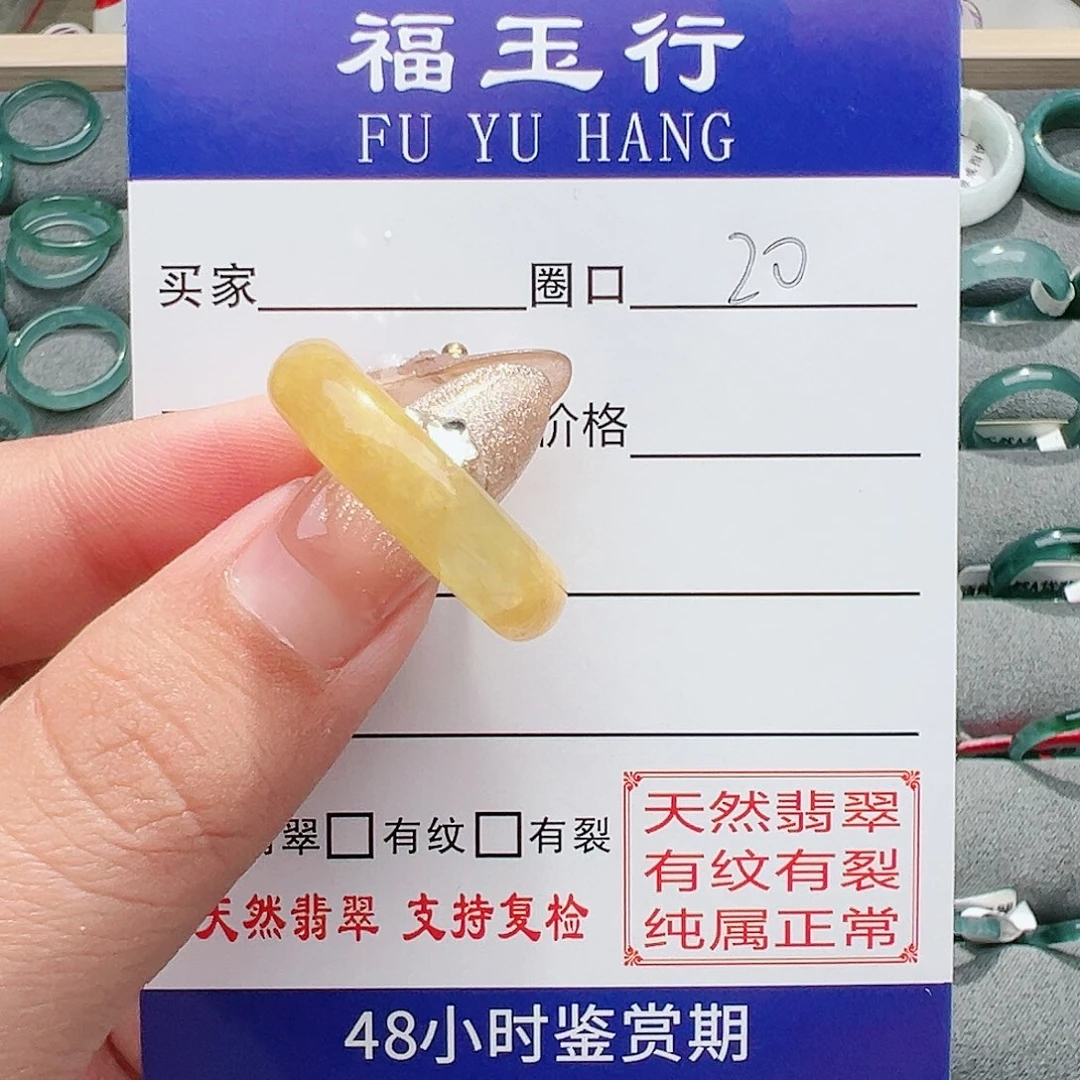 福玉行
FU YU HANG
买家 圈口 20
价格
翠 有纹 有裂
天然翡翠 支持复检
天然翡翠
有纹有裂
纯属正常
48小时鉴赏期